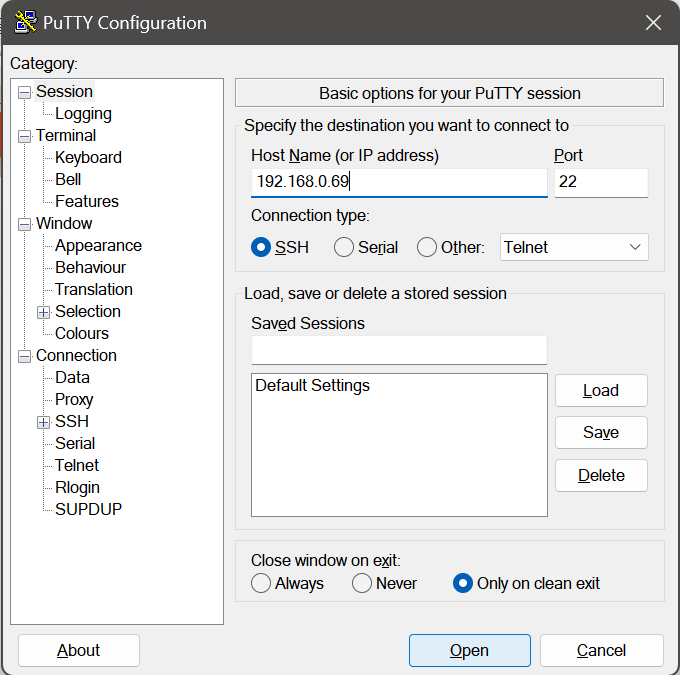 PuTTY Configuration
Category:
Session
Logging
Terminal
Keyboard
Bell
Features
Window
Appearance
Behaviour
Translation
Selection
Colours
Connection
Data
Proxy
SSH
Serial
Telnet
Rlogin
SUPDUP
Basic options for your PuTTY session
Specify the destination you want to connect to
Host Name (or IP address) Port
192.168.0.69 22
Connection type:
SSH Serial Other: Telnet
Load, save or delete a stored session
Saved Sessions
Default Settings
Load
Save
Delete
Close window on exit:
Always Never Only on clean exit
About Open Cancel